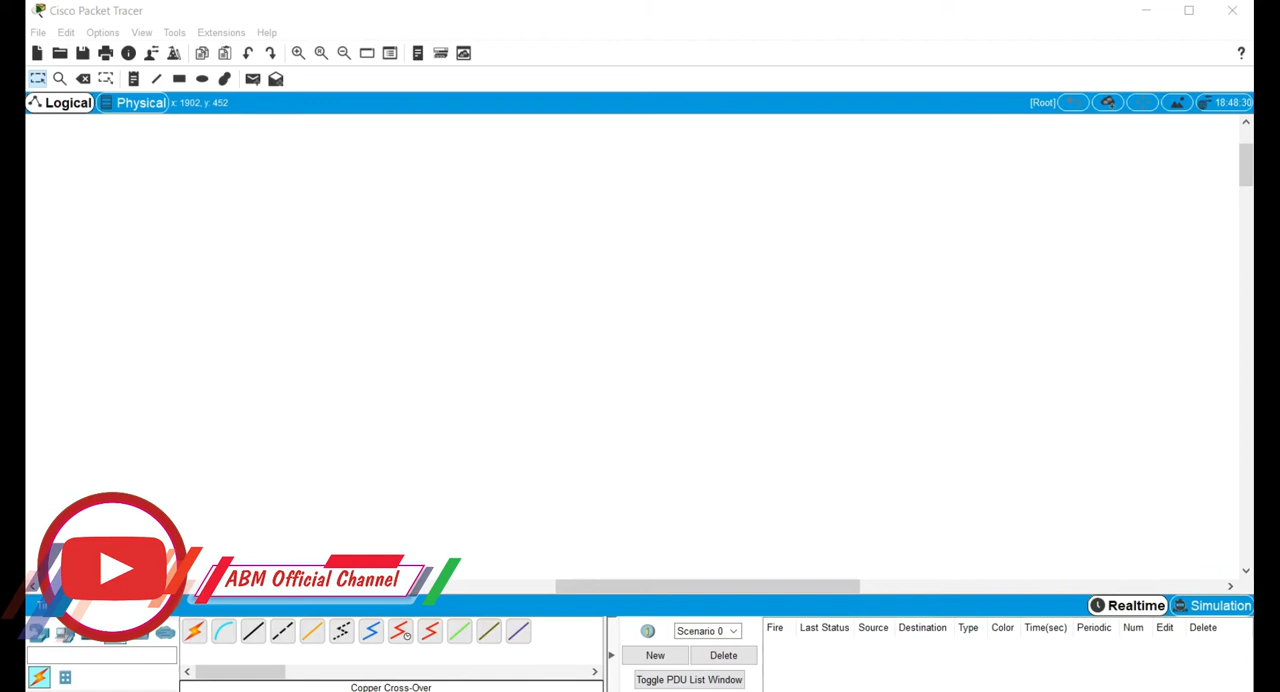 Cisco Packet Tracer
File Edit Options View Tools Extensions Help
?
Logical Physical x: 1902, y: 452 [Root] 18:48:30
ABM Official Channel
Realtime Simulation
Scenario 0 Fire Last Status Source Destination Type Color Time(sec) Periodic Num Edit Delete
New Delete
Toggle PDU List Window
Copper Cross-Over